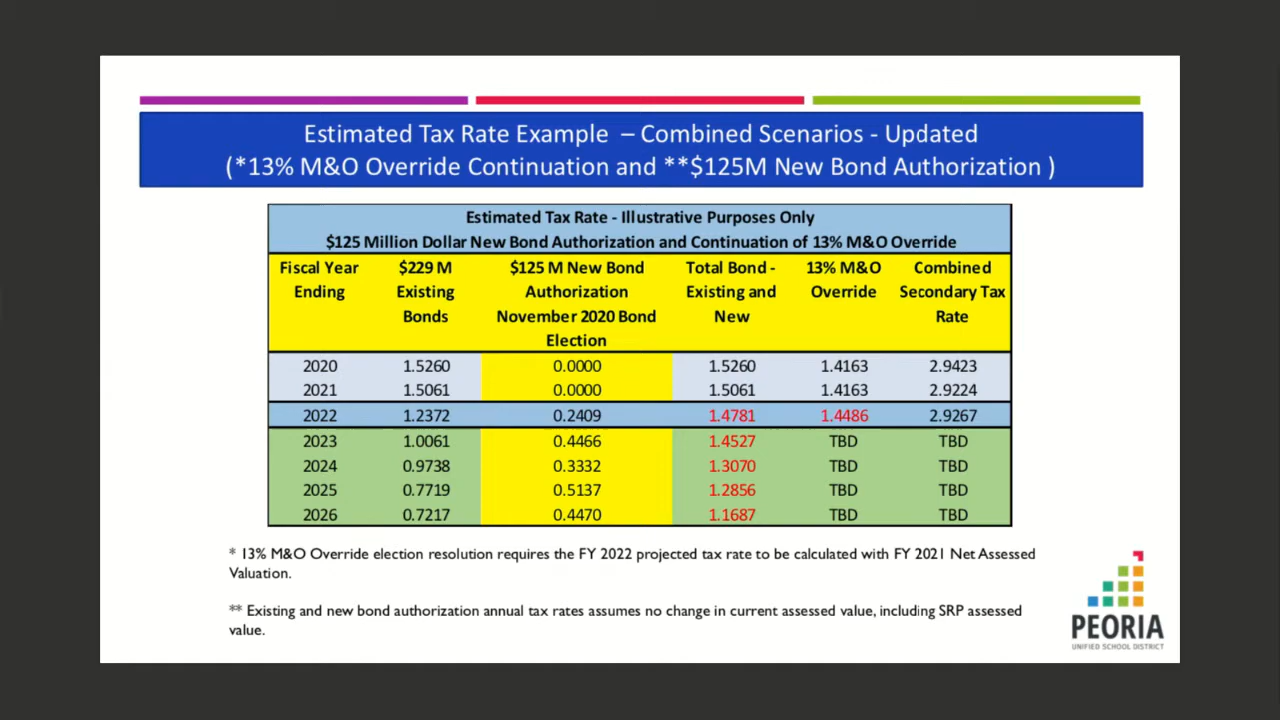 Estimated Tax Rate Example – Combined Scenarios - Updated
(*13% M&O Override Continuation and **$125M New Bond Authorization )
Estimated Tax Rate - Illustrative Purposes Only
$125 Million Dollar New Bond Authorization and Continuation of 13% M&O Override
Fiscal Year Ending $229 M Existing Bonds $125 M New Bond Authorization November 2020 Bond Election Total Bond - Existing and New 13% M&O Override Combined Secondary Tax Rate
2020 1.5260 0.0000 1.5260 1.4163 2.9423
2021 1.5061 0.0000 1.5061 1.4163 2.9224
2022 1.2372 0.2409 1.4781 1.4486 2.9267
2023 1.0061 0.4466 1.4527 TBD TBD
2024 0.9738 0.3332 1.3070 TBD TBD
2025 0.7719 0.5137 1.2856 TBD TBD
2026 0.7217 0.4470 1.1687 TBD TBD
* 13% M&O Override election resolution requires the FY 2022 projected tax rate to be calculated with FY 2021 Net Assessed
Valuation.
** Existing and new bond authorization annual tax rates assumes no change in current assessed value, including SRP assessed
value.
PEORIA
UNIFIED SCHOOL DISTRICT